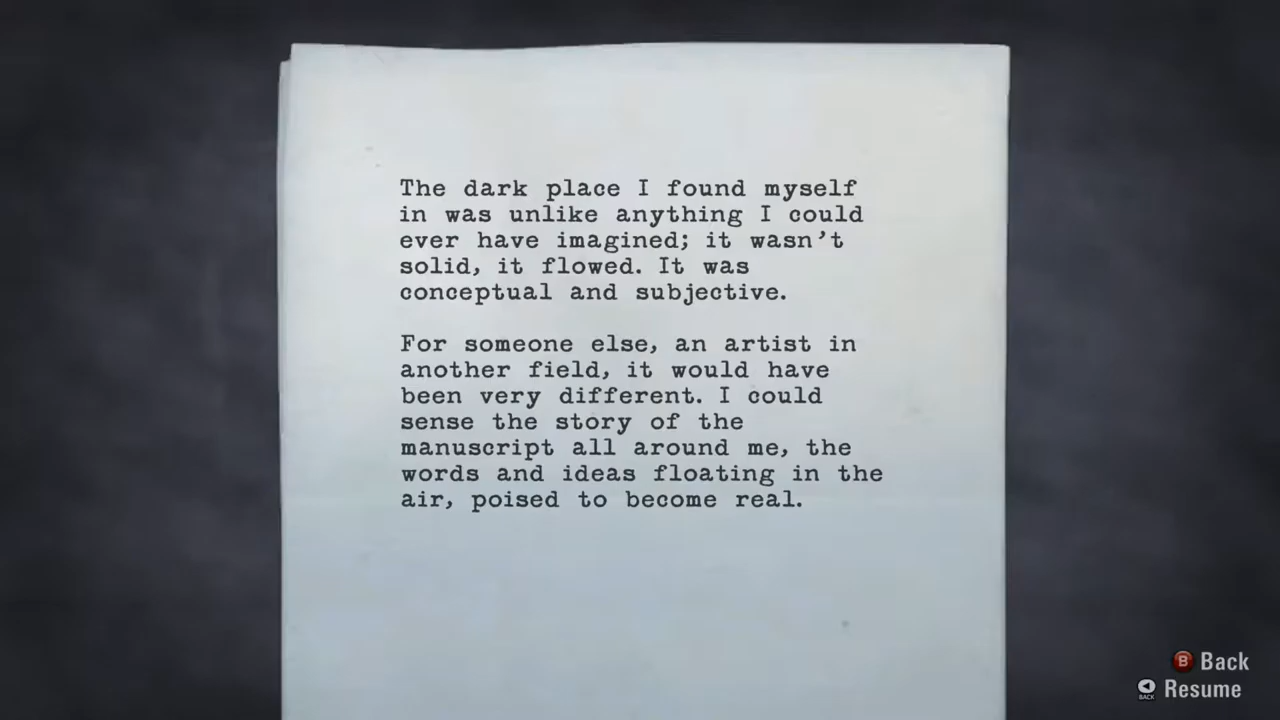 The dark place I found myself
in was unlike anything I could
ever have imagined; it wasn't
solid, it flowed. It was
conceptual and subjective.
For someone else, an artist in
another field, it would have
been very different. I could
sense the story of the
manuscript all around me, the
words and ideas floating in the
air, poised to become real.
B Back
BACK Resume